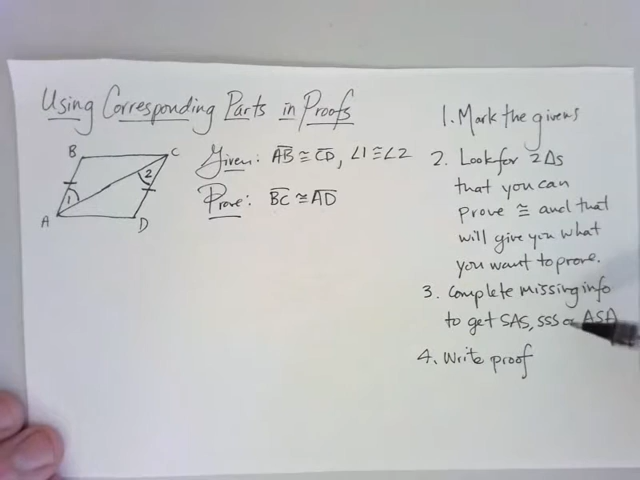 Using Corresponding Parts in Proofs
B
C
A
D
1
2
Given: AB ≅ CD, ∠1 ≅ ∠2
Prove: BC ≅ AD
1. Mark the givens
2. Look for 2 Δs
that you can
prove ≅ and that
will give you what
you want to prove.
3. Complete missing info
to get SAS, SSS or ASA
4. Write proof